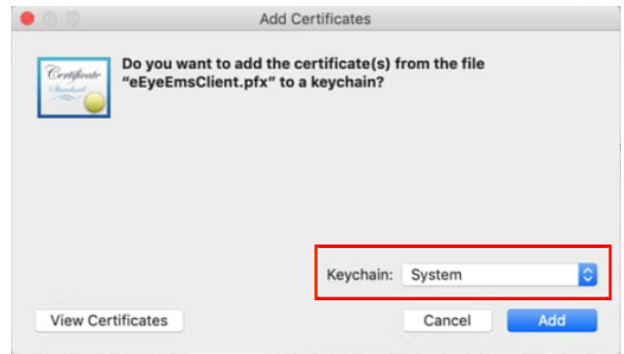 Add Certificates
Certificate
Standard
Do you want to add the certificate(s) from the file
“eEyeEmsClient.pfx” to a keychain?
Keychain: System
View Certificates Cancel Add